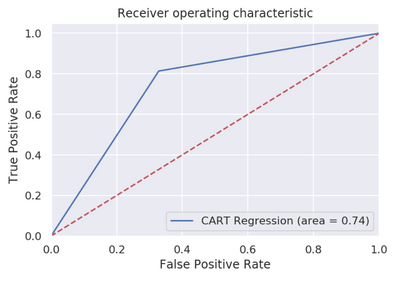 Receiver operating characteristic
1.0
0.8
0.6
0.4
0.2
0.0
True Positive Rate
CART Regression (area = 0.74)
0.0 0.2 0.4 0.6 0.8 1.0
False Positive Rate